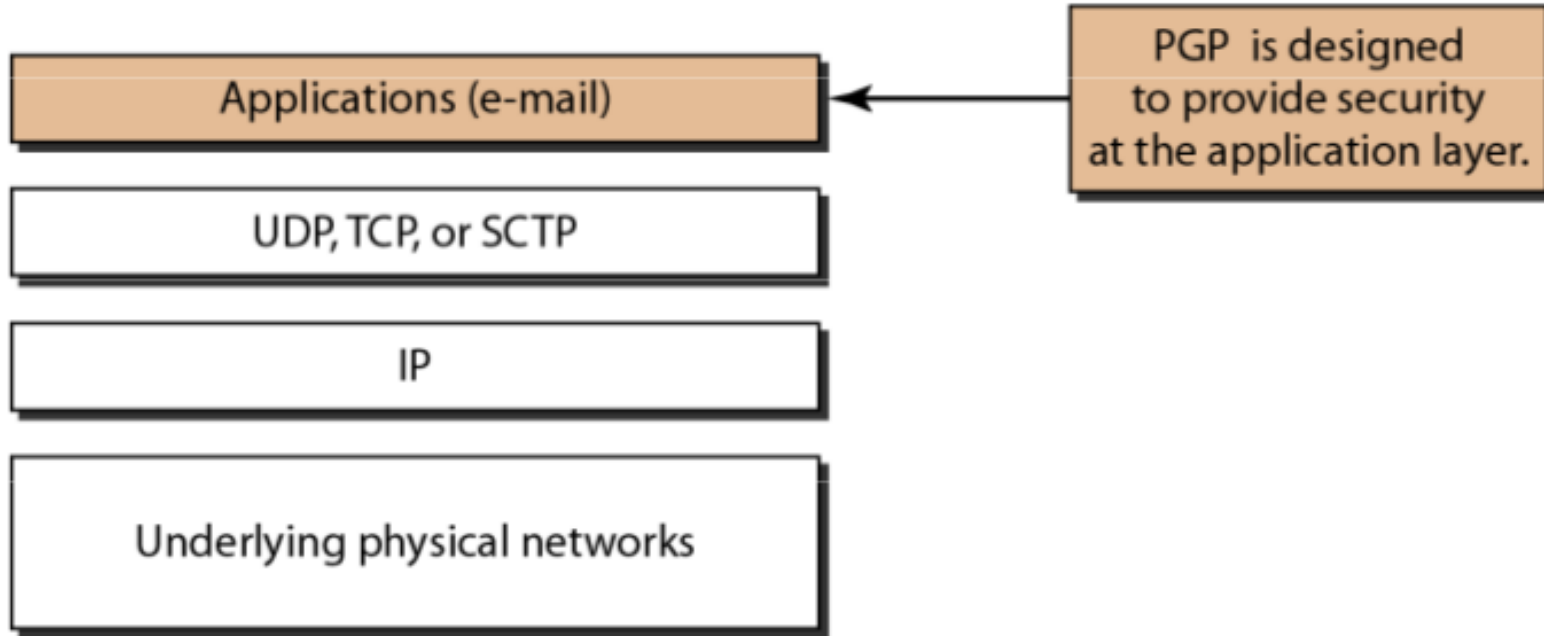 Applications (e-mail)
PGP is designed
to provide security
at the application layer.
UDP, TCP, or SCTP
IP
Underlying physical networks